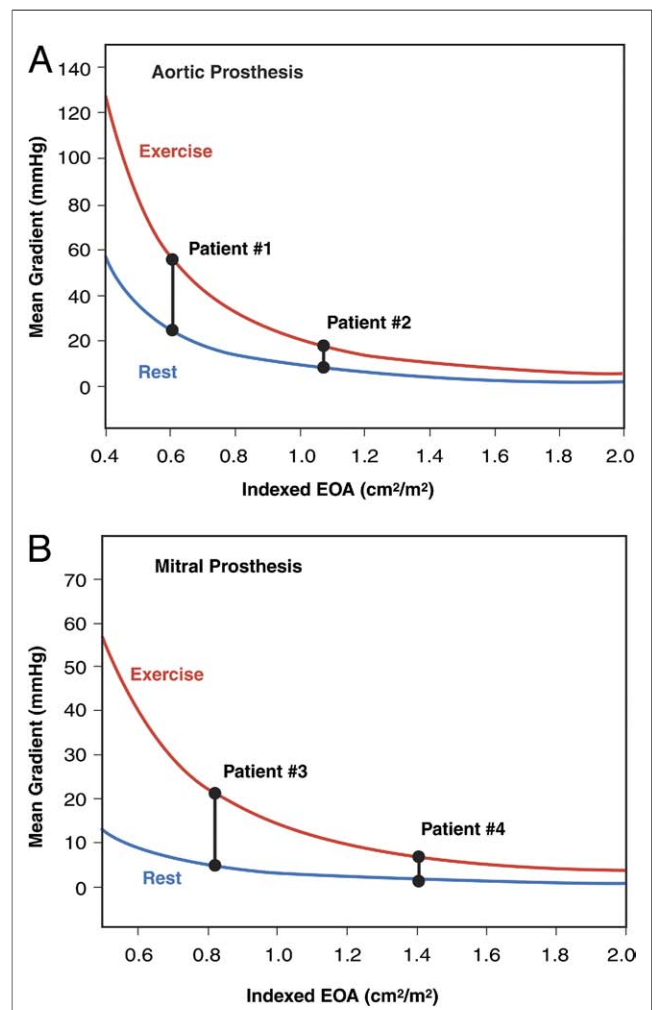 A
Aortic Prosthesis
Mean Gradient (mmHg)
140
120
100
80
60
40
20
0
Exercise
Patient #1
Patient #2
Rest
0.4 0.6 0.8 1.0 1.2 1.4 1.6 1.8 2.0
Indexed EOA (cm²/m²)
B
Mitral Prosthesis
Mean Gradient (mmHg)
70
60
50
40
30
20
10
0
Exercise
Patient #3
Patient #4
Rest
0.6 0.8 1.0 1.2 1.4 1.6 1.8 2.0
Indexed EOA (cm²/m²)